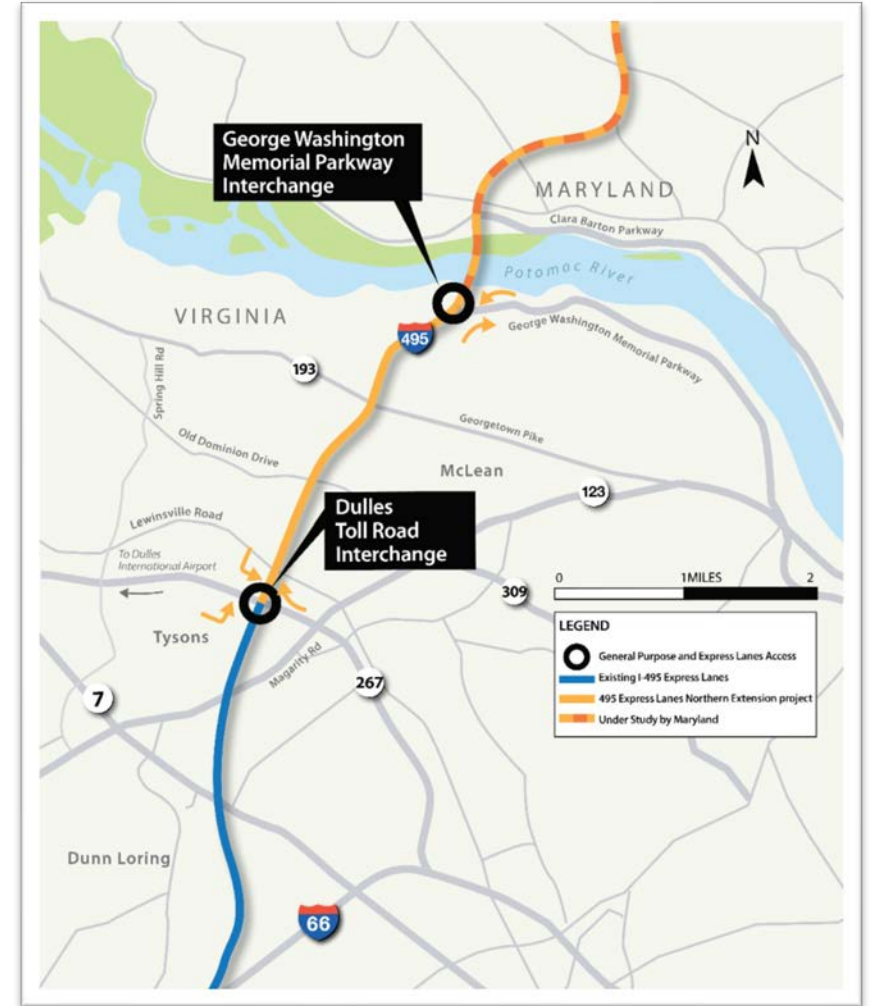 George Washington
Memorial Parkway
Interchange
N
MARYLAND
Clara Barton Parkway
Potomac River
VIRGINIA
495
George Washington Memorial Parkway
193
Spring Hill Rd
Georgetown Pike
Old Dominion Drive
McLean
123
Dulles
Toll Road
Interchange
Lewinsville Road
To Dulles
International Airport
309
0 1MILES 2
Tysons
LEGEND
General Purpose and Express Lanes Access
Existing I-495 Express Lanes
495 Express Lanes Northern Extension project
Under Study by Maryland
Magarity Rd
267
7
Dunn Loring
66